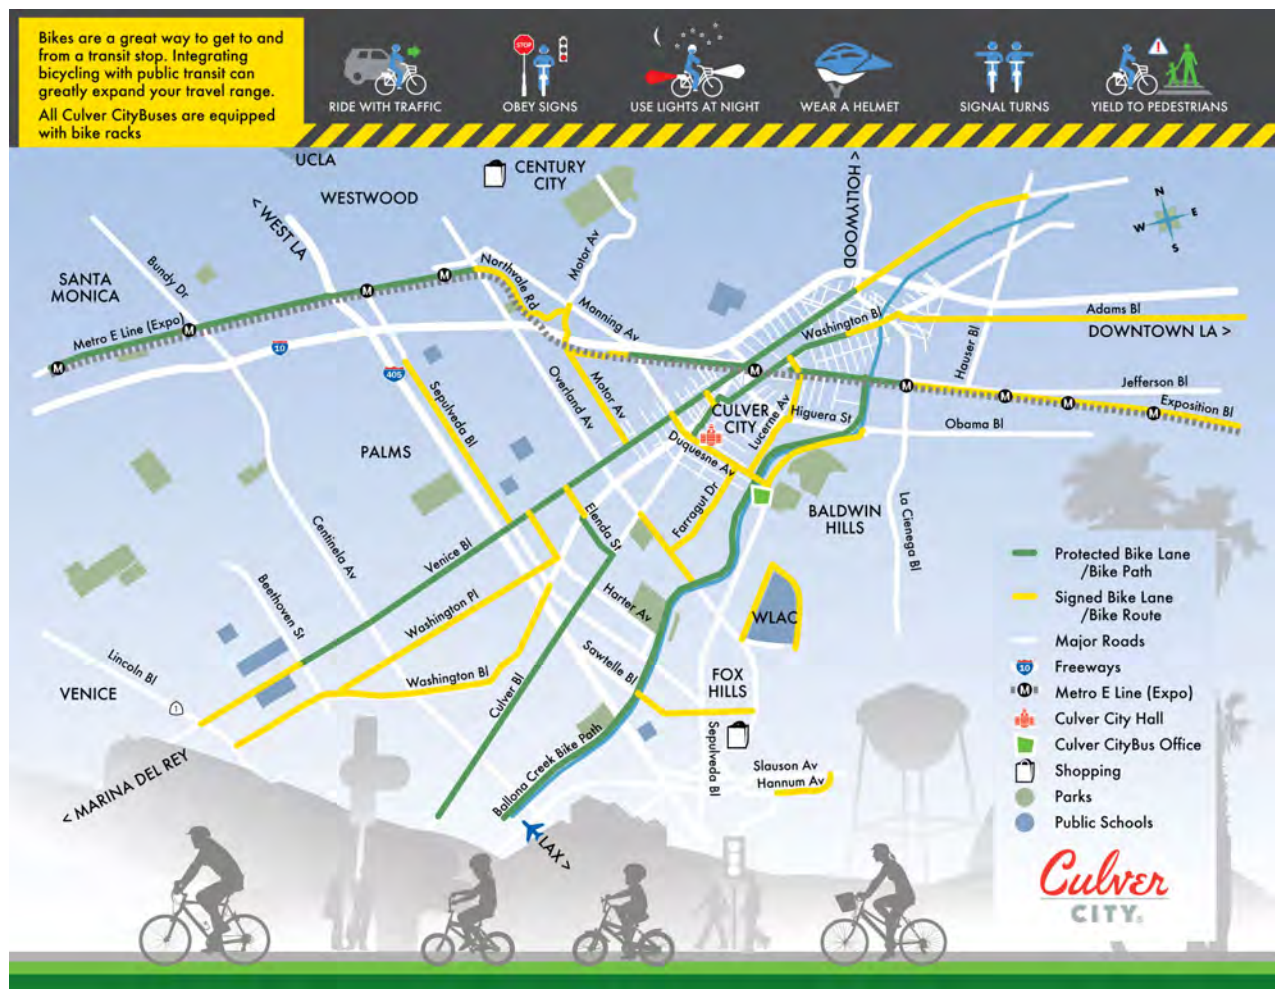 Bikes are a great way to get to and
from a transit stop. Integrating
bicycling with public transit can
greatly expand your travel range.
All Culver CityBuses are equipped
with bike racks
RIDE WITH TRAFFIC
STOP
OBEY SIGNS
USE LIGHTS AT NIGHT
WEAR A HELMET
SIGNAL TURNS
!
YIELD TO PEDESTRIANS
UCLA
WESTWOOD
CENTURY
CITY
< HOLLYWOOD
N
E
W
S
< WEST LA
SANTA
MONICA
Bundy Dr
Northvale Rd
Motor Av
Manning Av
Metro E Line (Expo)
M
M
M
M
10
405
Washington Bl
Adams Bl
DOWNTOWN LA >
Hauser Bl
Sepulveda Bl
Overland Av
Motor Av
M
M
M
M
M
Jefferson Bl
Exposition Bl
CULVER
CITY
Lucerne Av
Higuera St
Obama Bl
PALMS
Duquesne Av
Farragut Dr
BALDWIN
HILLS
La Cienega Bl
Elenda St
Centinela Av
Venice Bl
Beethoven St
Washington Pl
Harter Av
WLAC
Sawtelle Bl
Washington Bl
Culver Bl
FOX
HILLS
Lincoln Bl
VENICE
1
< MARINA DEL REY
Ballona Creek Bike Path
Sepulveda Bl
Slauson Av
Hannum Av
LAX >
Protected Bike Lane
/Bike Path
Signed Bike Lane
/Bike Route
Major Roads
10
Freeways
M
Metro E Line (Expo)
Culver City Hall
Culver CityBus Office
Shopping
Parks
Public Schools
Culver
CITY